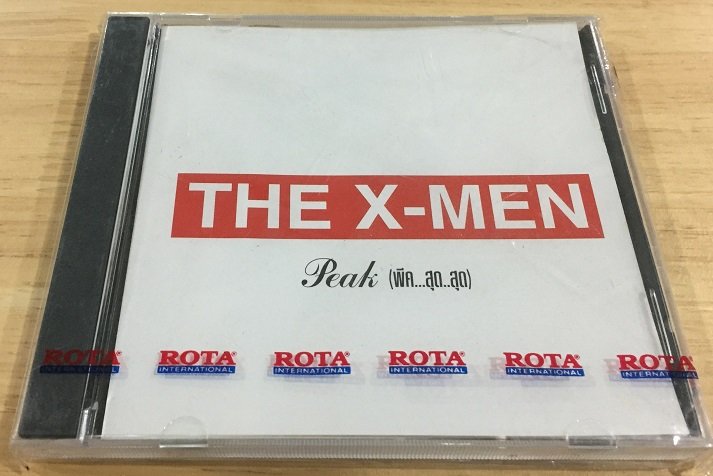 THE X-MEN
Peak (พีค...สุด..สุด)
ROTA® ROTA® ROTA® ROTA® ROTA® ROTA®
INTERNATIONAL INTERNATIONAL INTERNATIONAL INTERNATIONAL INTERNATIONAL INTERNATIONAL